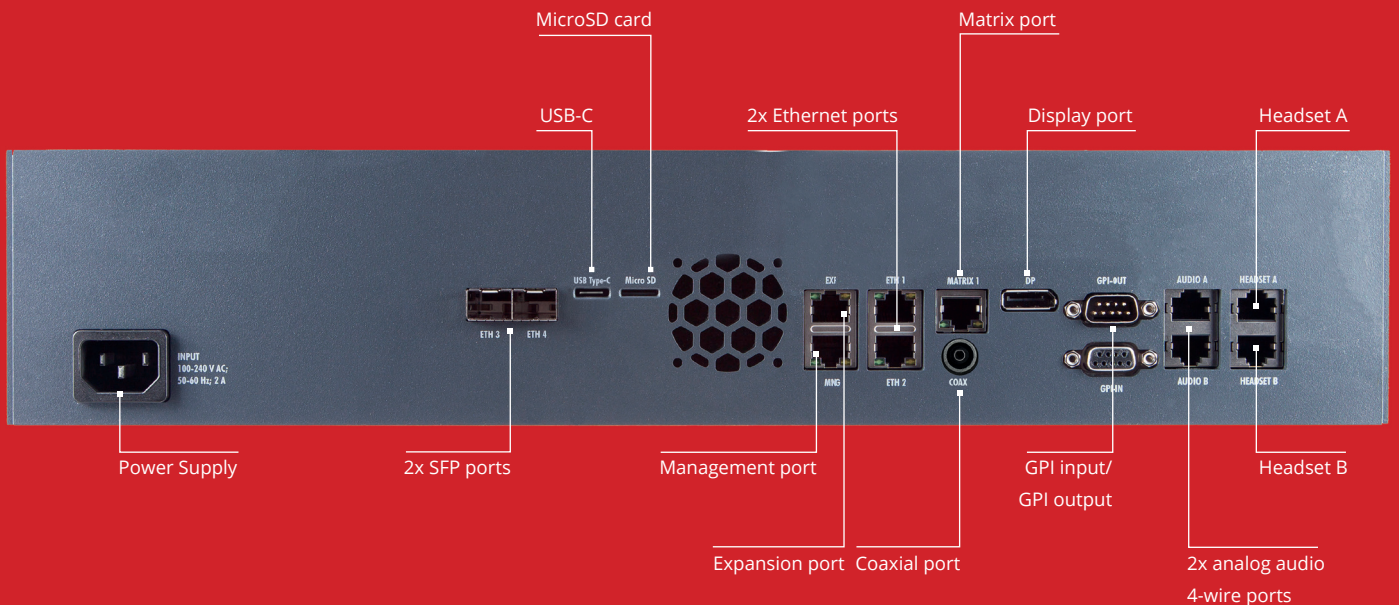 MicroSD card
Matrix port
USB-C
2x Ethernet ports
Display port
Headset A
USB Type-C
Micro SD
ETH 1
MATRIX 1
DP
GPI-OUT
AUDIO A
HEADSET A
ETH 3
ETH 4
INPUT
100-240 V AC;
50-60 Hz; 2 A
MNG
ETH 2
COAX
GPI-IN
AUDIO B
HEADSET B
Power Supply
2x SFP ports
Management port
GPI input/
GPI output
Headset B
Expansion port
Coaxial port
2x analog audio
4-wire ports